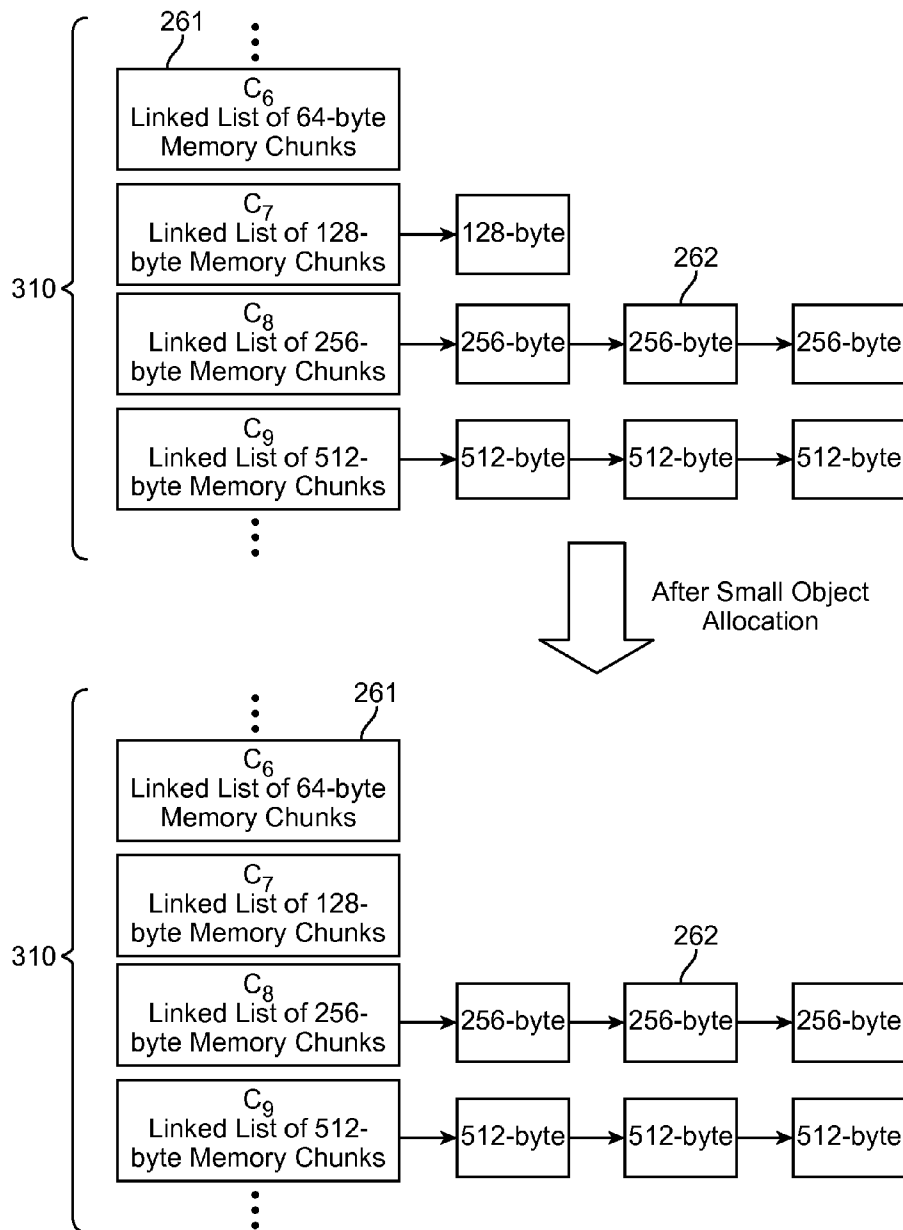 261
C6
Linked List of 64-byte
Memory Chunks
C7
Linked List of 128-
byte Memory Chunks
128-byte
262
310
C8
Linked List of 256-
byte Memory Chunks
256-byte
256-byte
256-byte
C9
Linked List of 512-
byte Memory Chunks
512-byte
512-byte
512-byte
After Small Object
Allocation
261
C6
Linked List of 64-byte
Memory Chunks
C7
Linked List of 128-
byte Memory Chunks
310
262
C8
Linked List of 256-
byte Memory Chunks
256-byte
256-byte
256-byte
C9
Linked List of 512-
byte Memory Chunks
512-byte
512-byte
512-byte